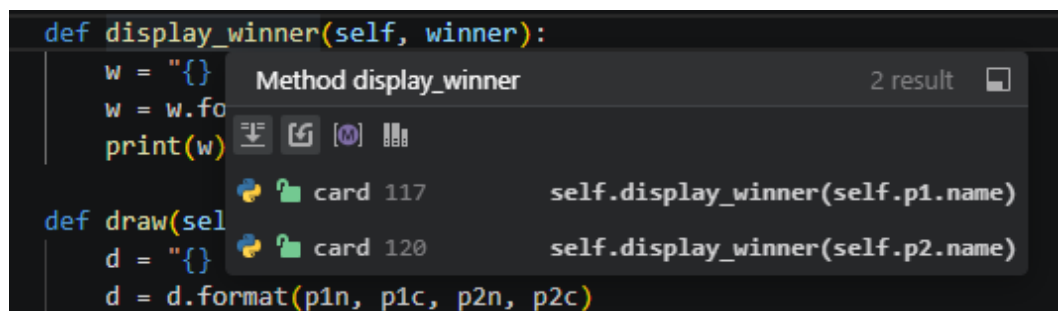 def display_winner(self, winner):
w = "{}
Method display_winner 2 result
w = w.fo
print(w)
card 117 self.display_winner(self.p1.name)
def draw(sel
card 120 self.display_winner(self.p2.name)
d = "{}
d = d.format(p1n, p1c, p2n, p2c)